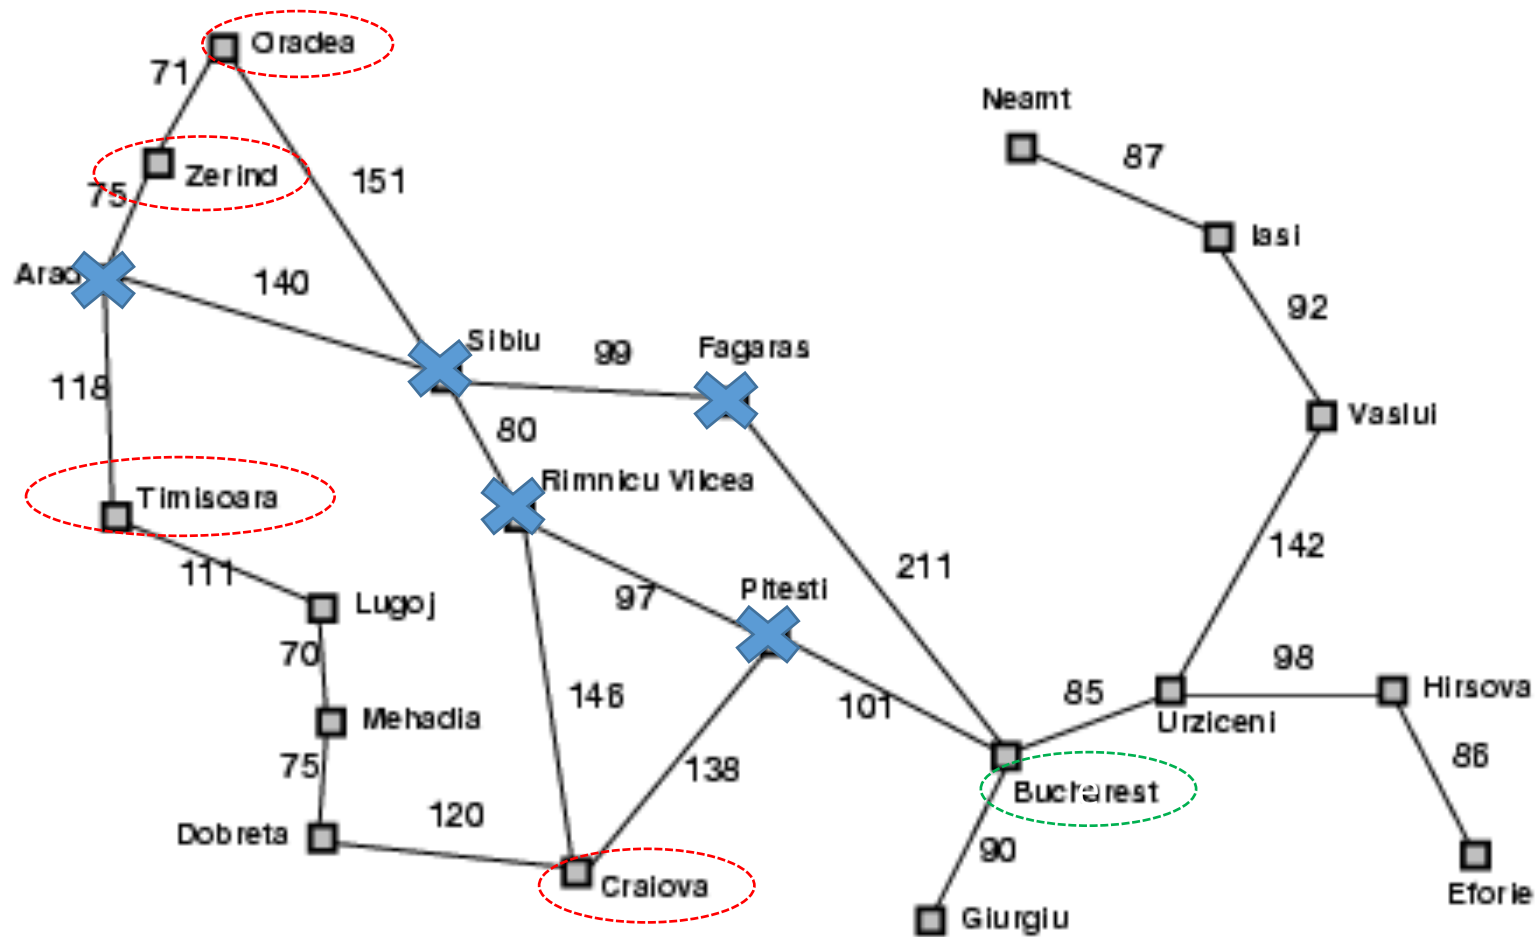 Oradea
71
Neamt
87
Zerind
151
75
Iasi
Arad
140
92
Sibiu
99
Fagaras
118
Vaslui
80
Rimnicu Vilcea
Timisoara
142
211
111
97
Pitesti
Lugoj
70
98
146
85
Hirsova
101
Mehadia
Urziceni
75
138
86
Bucharest
120
Dobreta
90
Craiova
Eforie
Giurgiu